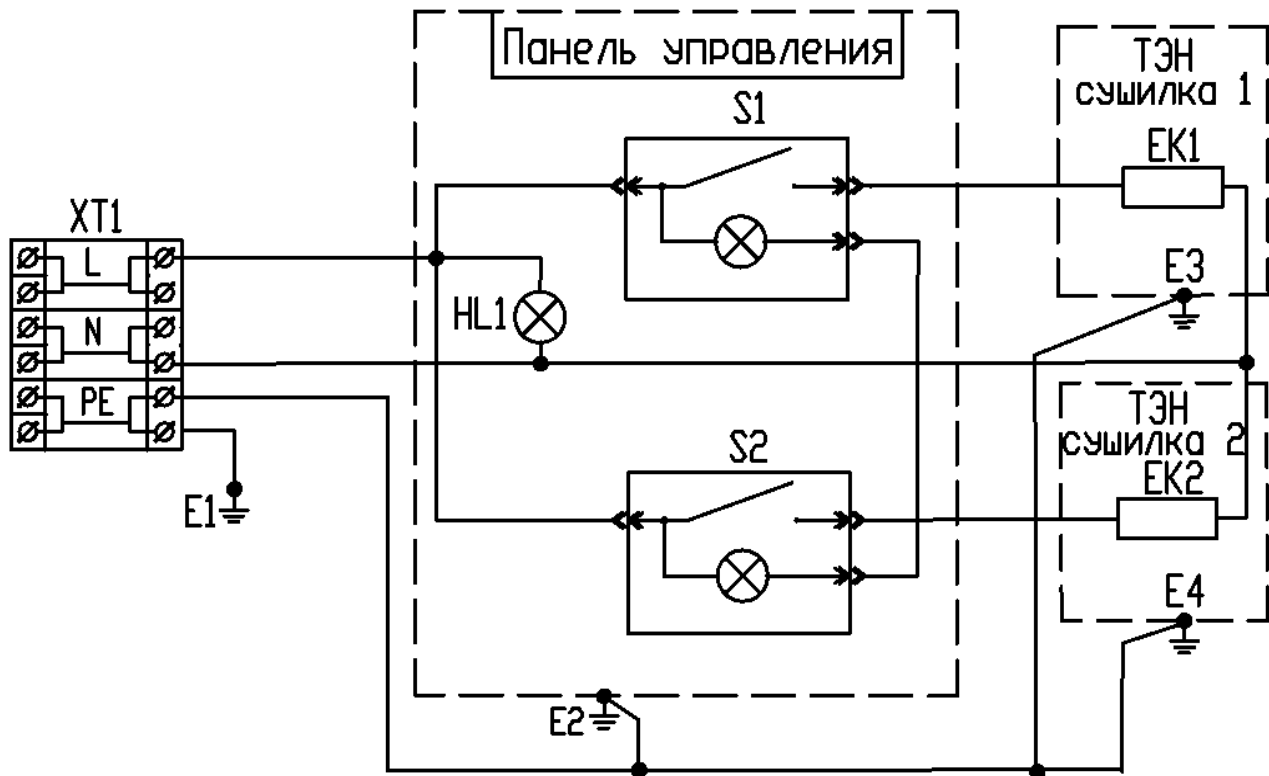 Панель управления
S1
ТЭН
сушилка 1
EK1
XT1
L
N
PE
HL1
E3
E1
S2
ТЭН
сушилка 2
EK2
E4
E2